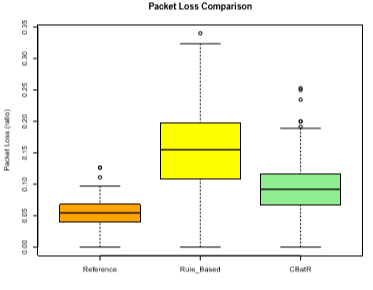 Packet Loss Comparison
Packet Loss (ratio)
0.35
0.30
0.25
0.20
0.15
0.10
0.05
0.00
Reference
Rule_Based
CBatR